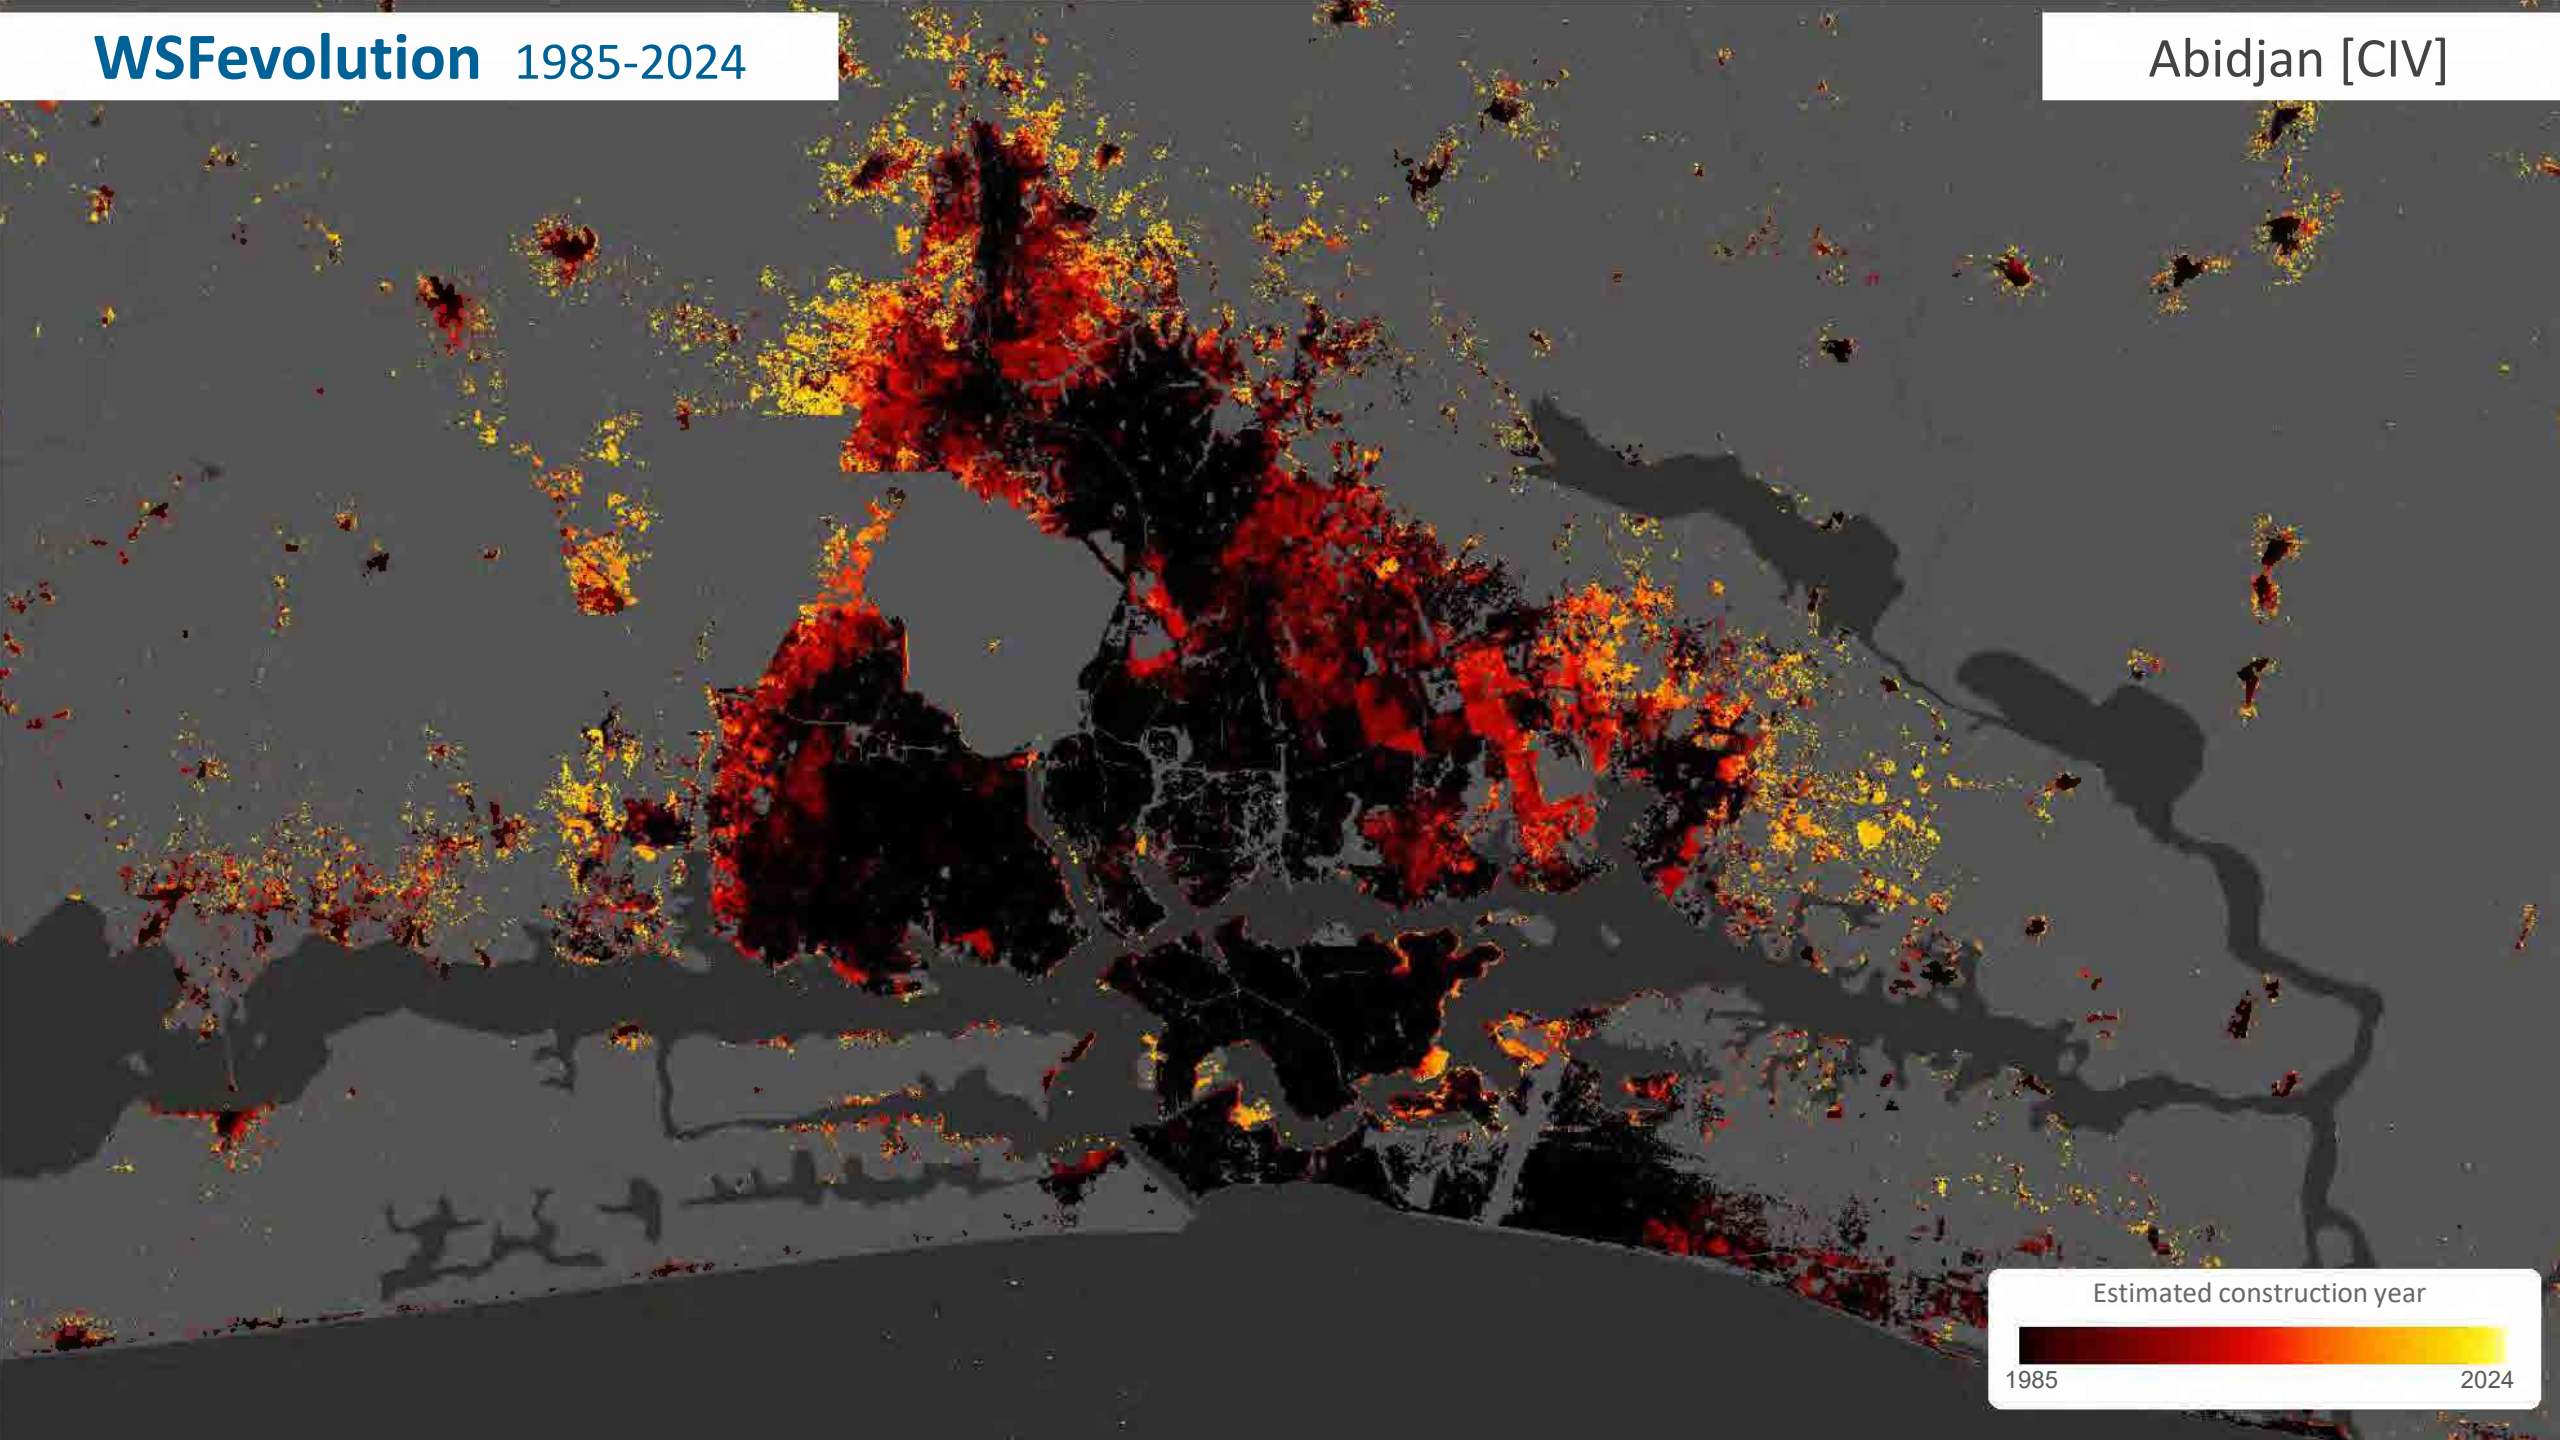 WSFevolution 1985-2024
Abidjan [CIV]
Estimated construction year
1985 2024